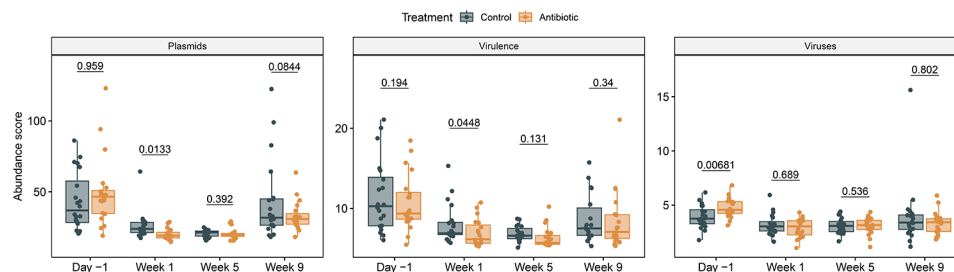 Treatment Control Antibiotic
Plasmids Virulence Viruses
Abundance score
0.959 0.0133 0.392 0.0844
100
50
Day −1 Week 1 Week 5 Week 9
0.194 0.0448 0.131 0.34
20
10
Day −1 Week 1 Week 5 Week 9
0.00681 0.689 0.536 0.802
15
10
5
Day −1 Week 1 Week 5 Week 9